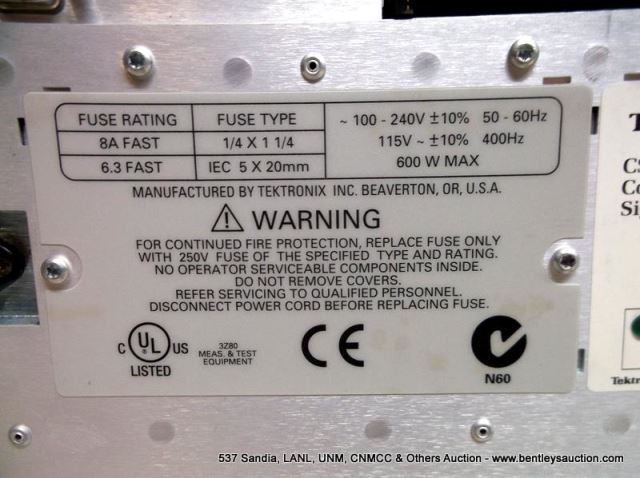 FUSE RATING FUSE TYPE ~ 100 - 240V ±10% 50 - 60Hz
8A FAST 1/4 X 1 1/4 115V ~ ±10% 400Hz
6.3 FAST IEC 5 X 20mm 600 W MAX
MANUFACTURED BY TEKTRONIX INC. BEAVERTON, OR, U.S.A.
WARNING
FOR CONTINUED FIRE PROTECTION, REPLACE FUSE ONLY
WITH 250V FUSE OF THE SPECIFIED TYPE AND RATING.
NO OPERATOR SERVICEABLE COMPONENTS INSIDE.
DO NOT REMOVE COVERS.
REFER SERVICING TO QUALIFIED PERSONNEL.
DISCONNECT POWER CORD BEFORE REPLACING FUSE.
C UL US
LISTED
3Z80
MEAS. & TEST
EQUIPMENT
CE
N60
T
CS
Co
Si
Tektr
537 Sandia, LANL, UNM, CNMCC & Others Auction - www.bentleysauction.com